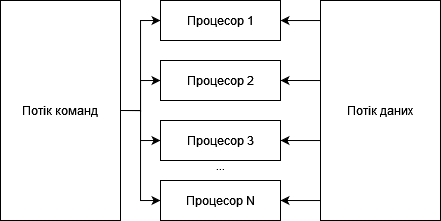 Потік команд
Процесор 1
Процесор 2
Процесор 3
...
Процесор N
Потік даних